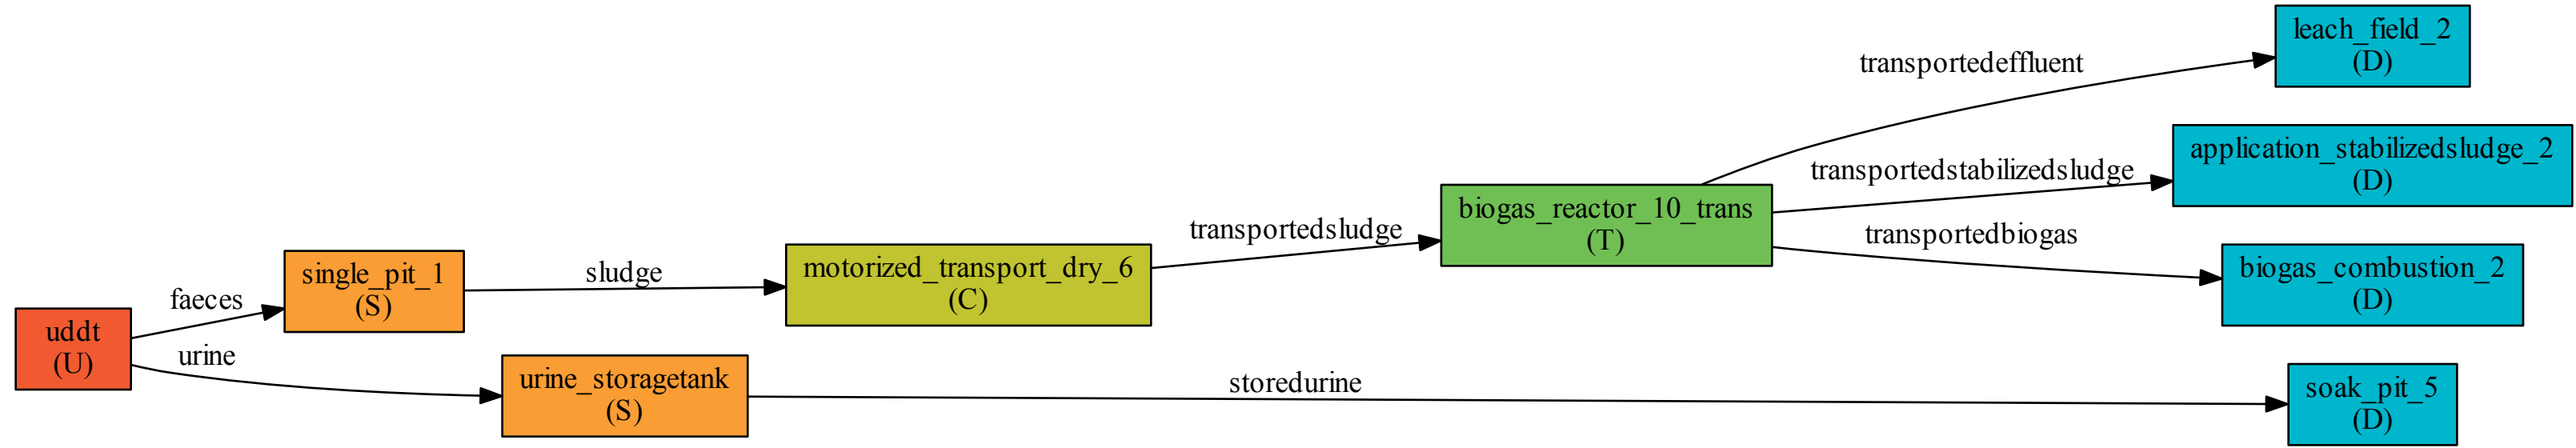 uddt
(U)
faeces
urine
single_pit_1
(S)
urine_storagetank
(S)
sludge
motorized_transport_dry_6
(C)
transportedsludge
storedurine
biogas_reactor_10_trans
(T)
transportedeffluent
transportedstabilizedsludge
transportedbiogas
leach_field_2
(D)
application_stabilizedsludge_2
(D)
biogas_combustion_2
(D)
soak_pit_5
(D)